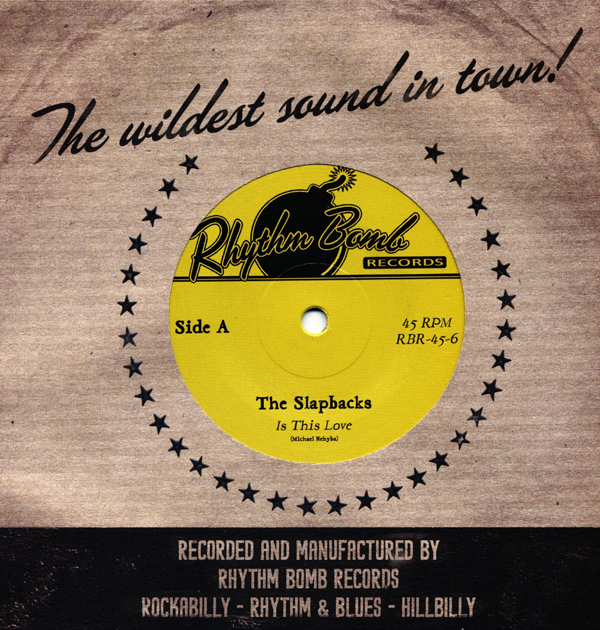 The wildest sound in town!
Rhythm Bomb
RECORDS
Side A
45 RPM
RBR-45-6
The Slapbacks
Is This Love
(Michael Nehyba)
RECORDED AND MANUFACTURED BY
RHYTHM BOMB RECORDS
ROCKABILLY - RHYTHM & BLUES - HILLBILLY